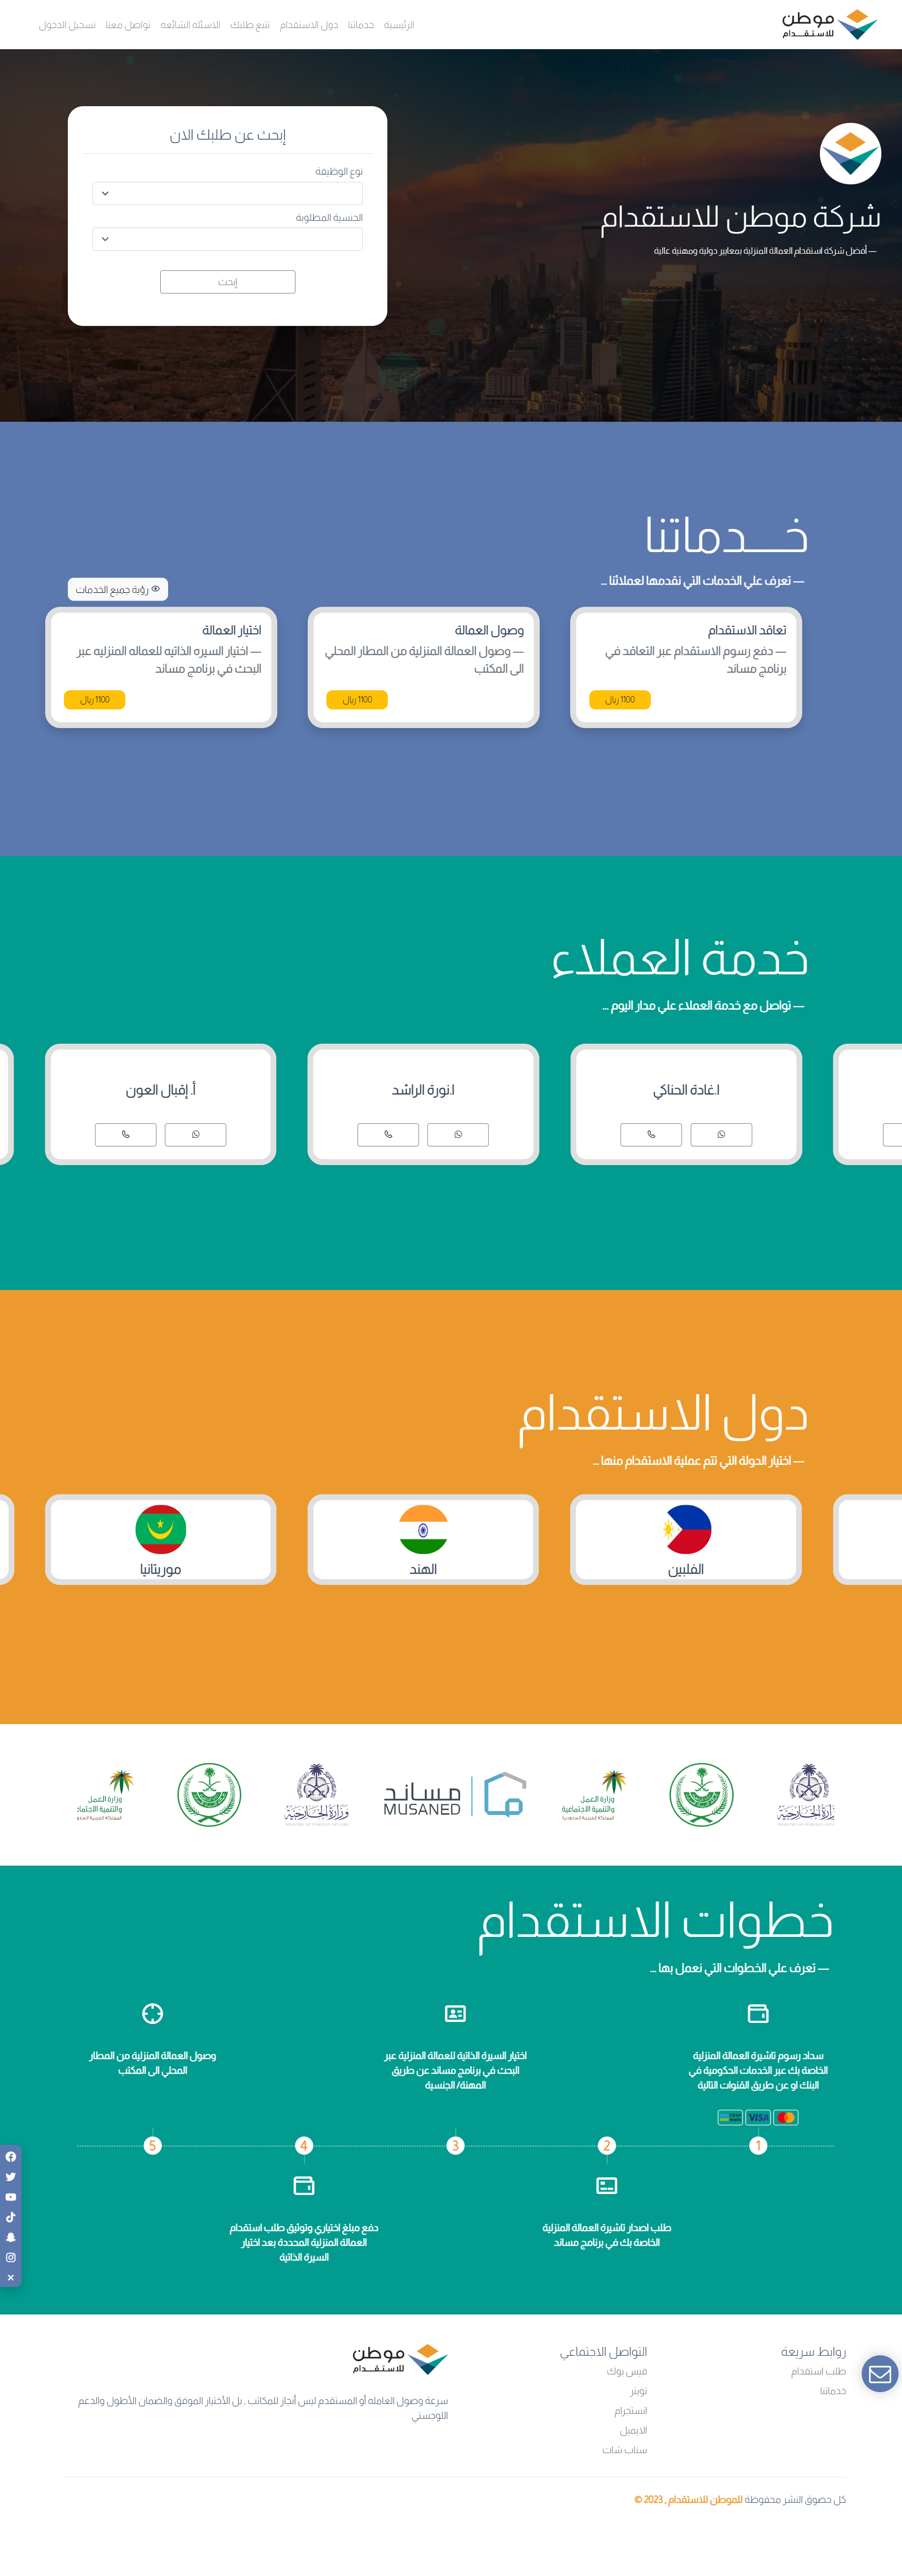 موطن
للاستقدام
الرئيسية
خدماتنا
دول الاستقدام
تتبع طلبك
الاسئله الشائعه
تواصل معنا
تسجيل الدخول
شركة موطن للاستقدام
— أفضل شركة استقدام العمالة المنزلية بمعايير دولية ومهنية عالية
إبحث عن طلبك الان
نوع الوظيفة
الجنسية المطلوبة
إبحث
خـــدماتنا
— تعرف علي الخدمات التي نقدمها لعملائنا ...
رؤية جميع الخدمات
تعاقد الاستقدام
— دفع رسوم الاستقدام عبر التعاقد في
برنامج مساند
1100 ريال
وصول العمالة
— وصول العمالة المنزلية من المطار المحلي
الى المكتب
1100 ريال
اختيار العمالة
— اختيار السيره الذاتيه للعماله المنزليه عبر
البحث في برنامج مساند
1100 ريال
خدمة العملاء
— تواصل مع خدمة العملاء علي مدار اليوم ...
ا.غادة الحناكي
ا.نورة الراشد
أ. إقبال العون
دول الاستقدام
— اختيار الدولة التي تتم عملية الاستقدام منها ...
الفلبين
الهند
موريتانيا
وزارة العمل
والتنمية الاجتماعية
مساند
MUSANED
وزارة الخارجية
MINISTRY OF FOREIGN AFFAIRS
وزارة العمل
خطوات الاستقدام
— تعرف علي الخطوات التي نعمل بها ...
سداد رسوم تاشيرة العمالة المنزلية
الخاصة بك عبر الخدمات الحكومية في
البنك او عن طريق القنوات التالية
VISA
اختيار السيرة الذاتية للعمالة المنزلية عبر
البحث في برنامج مساند عن طريق
المهنة/ الجنسية
وصول العمالة المنزلية من المطار
المحلي الى المكتب
1
2
3
4
5
طلب اصدار تاشيرة العمالة المنزلية
الخاصة بك في برنامج مساند
دفع مبلغ اختياري وتوثيق طلب استقدام
العمالة المنزلية المحددة بعد اختيار
السيرة الذاتية
روابط سريعة
طلب استقدام
خدماتنا
التواصل الاجتماعي
فيس بوك
تويتر
انستجرام
الايميل
سناب شات
موطن
للاستقدام
سرعة وصول العامله أو المستقدم ليس أنجاز للمكاتب , بل الأختيار الموفق والضمان الأطول والدعم
اللوجستي
كل حصوق النشر محفوظة للموطن للاستقدام , 2023 ©